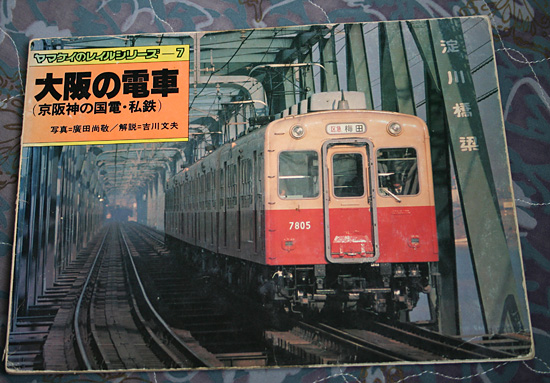 ヤマケイのレイルシリーズ—7
大阪の電車
(京阪神の国電・私鉄)
写真=廣田尚敬/解説=吉川文夫
淀川橋梁
区急 梅田
7805